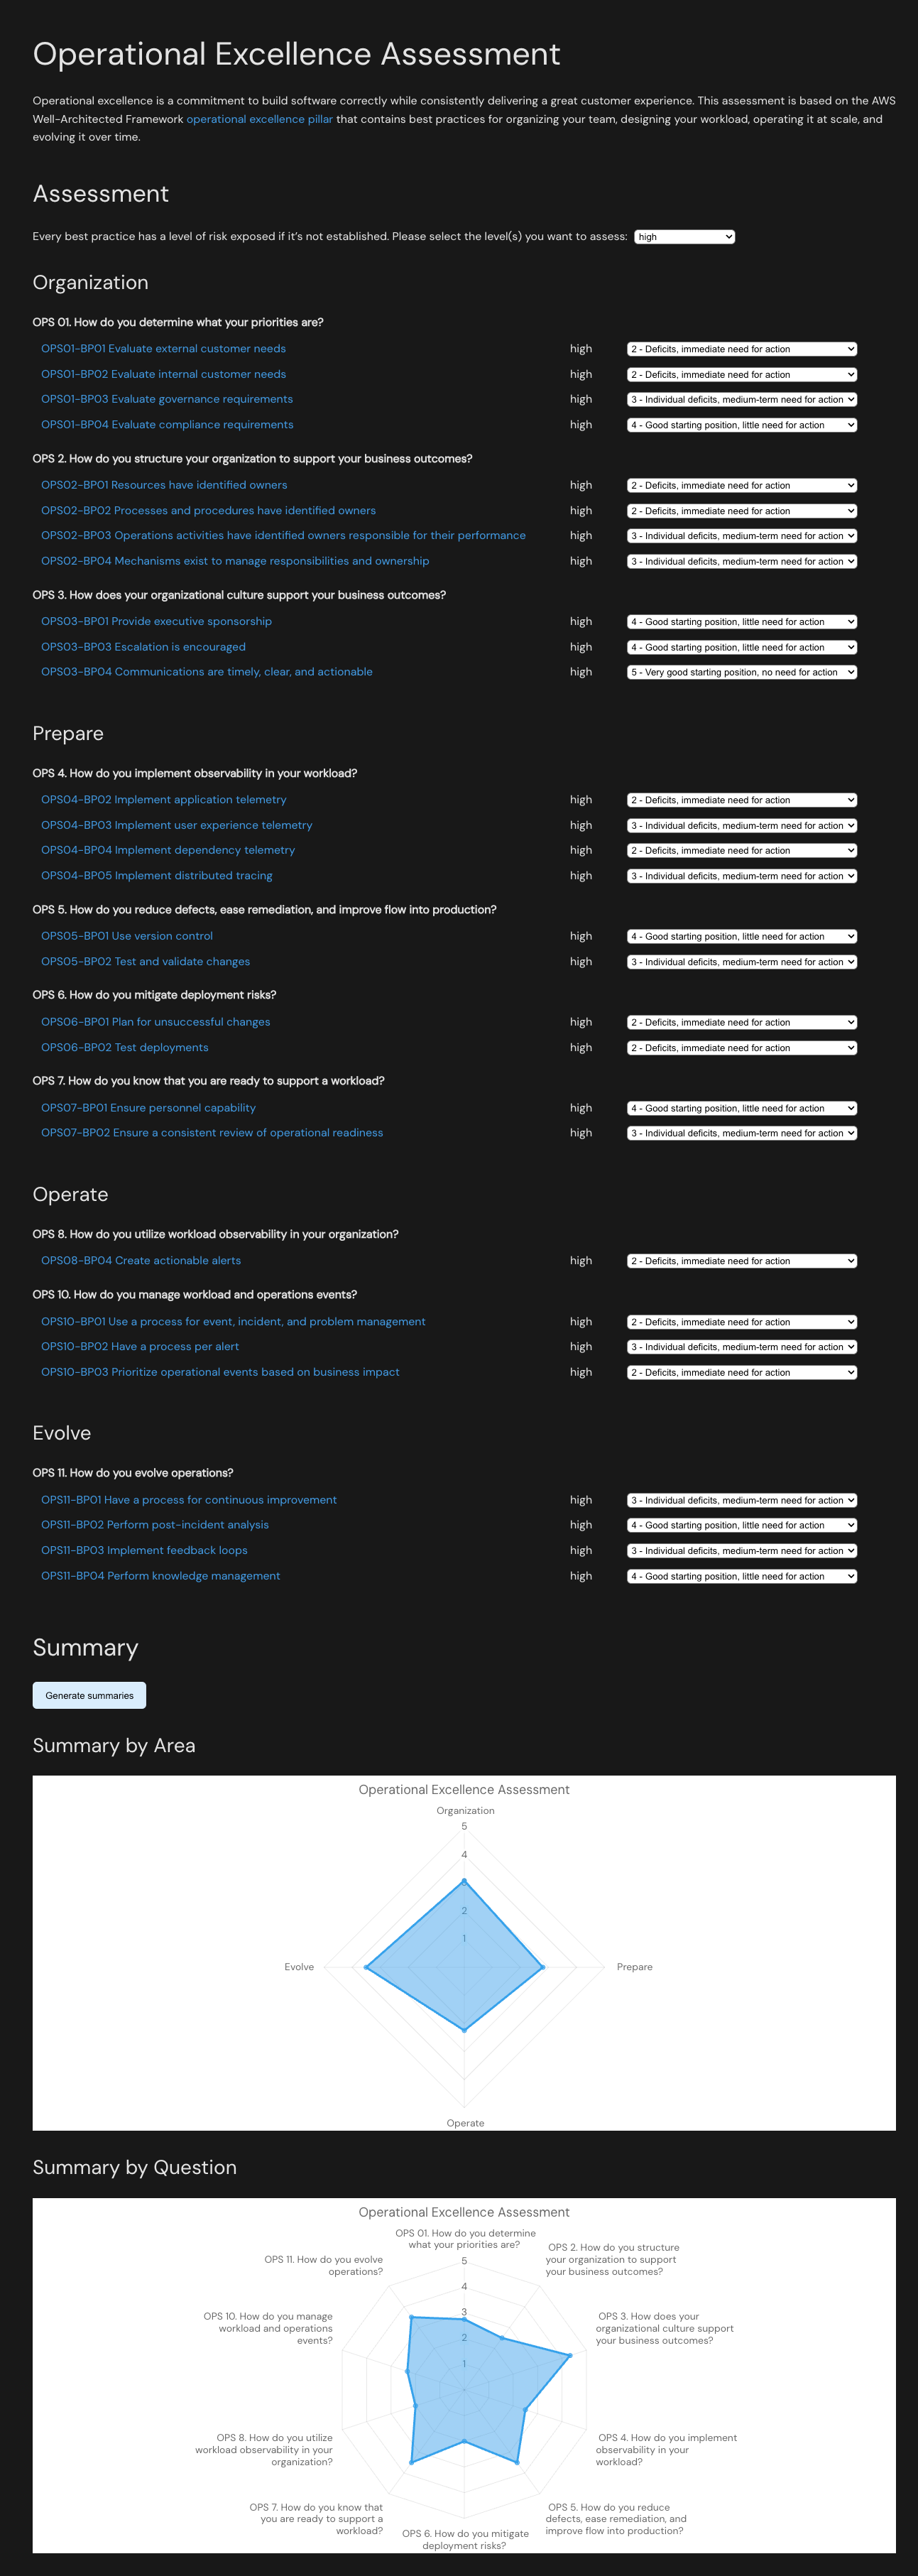 Operational Excellence Assessment
Operational excellence is a commitment to build software correctly while consistently delivering a great customer experience. This assessment is based on the AWS
Well-Architected Framework operational excellence pillar that contains best practices for organizing your team, designing your workload, operating it at scale, and
evolving it over time.
Assessment
Every best practice has a level of risk exposed if it’s not established. Please select the level(s) you want to assess: high
Organization
OPS 01. How do you determine what your priorities are?
OPS01-BP01 Evaluate external customer needs high 2 - Deficits, immediate need for action
OPS01-BP02 Evaluate internal customer needs high 2 - Deficits, immediate need for action
OPS01-BP03 Evaluate governance requirements high 3 - Individual deficits, medium-term need for action
OPS01-BP04 Evaluate compliance requirements high 4 - Good starting position, little need for action
OPS 2. How do you structure your organization to support your business outcomes?
OPS02-BP01 Resources have identified owners high 2 - Deficits, immediate need for action
OPS02-BP02 Processes and procedures have identified owners high 2 - Deficits, immediate need for action
OPS02-BP03 Operations activities have identified owners responsible for their performance high 3 - Individual deficits, medium-term need for action
OPS02-BP04 Mechanisms exist to manage responsibilities and ownership high 3 - Individual deficits, medium-term need for action
OPS 3. How does your organizational culture support your business outcomes?
OPS03-BP01 Provide executive sponsorship high 4 - Good starting position, little need for action
OPS03-BP03 Escalation is encouraged high 4 - Good starting position, little need for action
OPS03-BP04 Communications are timely, clear, and actionable high 5 - Very good starting position, no need for action
Prepare
OPS 4. How do you implement observability in your workload?
OPS04-BP02 Implement application telemetry high 2 - Deficits, immediate need for action
OPS04-BP03 Implement user experience telemetry high 3 - Individual deficits, medium-term need for action
OPS04-BP04 Implement dependency telemetry high 2 - Deficits, immediate need for action
OPS04-BP05 Implement distributed tracing high 3 - Individual deficits, medium-term need for action
OPS 5. How do you reduce defects, ease remediation, and improve flow into production?
OPS05-BP01 Use version control high 4 - Good starting position, little need for action
OPS05-BP02 Test and validate changes high 3 - Individual deficits, medium-term need for action
OPS 6. How do you mitigate deployment risks?
OPS06-BP01 Plan for unsuccessful changes high 2 - Deficits, immediate need for action
OPS06-BP02 Test deployments high 2 - Deficits, immediate need for action
OPS 7. How do you know that you are ready to support a workload?
OPS07-BP01 Ensure personnel capability high 4 - Good starting position, little need for action
OPS07-BP02 Ensure a consistent review of operational readiness high 3 - Individual deficits, medium-term need for action
Operate
OPS 8. How do you utilize workload observability in your organization?
OPS08-BP04 Create actionable alerts high 2 - Deficits, immediate need for action
OPS 10. How do you manage workload and operations events?
OPS10-BP01 Use a process for event, incident, and problem management high 2 - Deficits, immediate need for action
OPS10-BP02 Have a process per alert high 3 - Individual deficits, medium-term need for action
OPS10-BP03 Prioritize operational events based on business impact high 2 - Deficits, immediate need for action
Evolve
OPS 11. How do you evolve operations?
OPS11-BP01 Have a process for continuous improvement high 3 - Individual deficits, medium-term need for action
OPS11-BP02 Perform post-incident analysis high 4 - Good starting position, little need for action
OPS11-BP03 Implement feedback loops high 3 - Individual deficits, medium-term need for action
OPS11-BP04 Perform knowledge management high 4 - Good starting position, little need for action
Summary
Generate summaries
Summary by Area
Operational Excellence Assessment
Organization
5
4
3
2
1
Evolve
Prepare
Operate
Summary by Question
Operational Excellence Assessment
OPS 01. How do you determine
what your priorities are?
OPS 2. How do you structure
your organization to support
your business outcomes?
OPS 3. How does your
organizational culture support
your business outcomes?
OPS 4. How do you implement
observability in your
workload?
OPS 5. How do you reduce
defects, ease remediation, and
improve flow into production?
OPS 6. How do you mitigate
deployment risks?
OPS 7. How do you know that
you are ready to support a
workload?
OPS 8. How do you utilize
workload observability in your
organization?
OPS 10. How do you manage
workload and operations
events?
OPS 11. How do you evolve
operations?
5
4
3
2
1